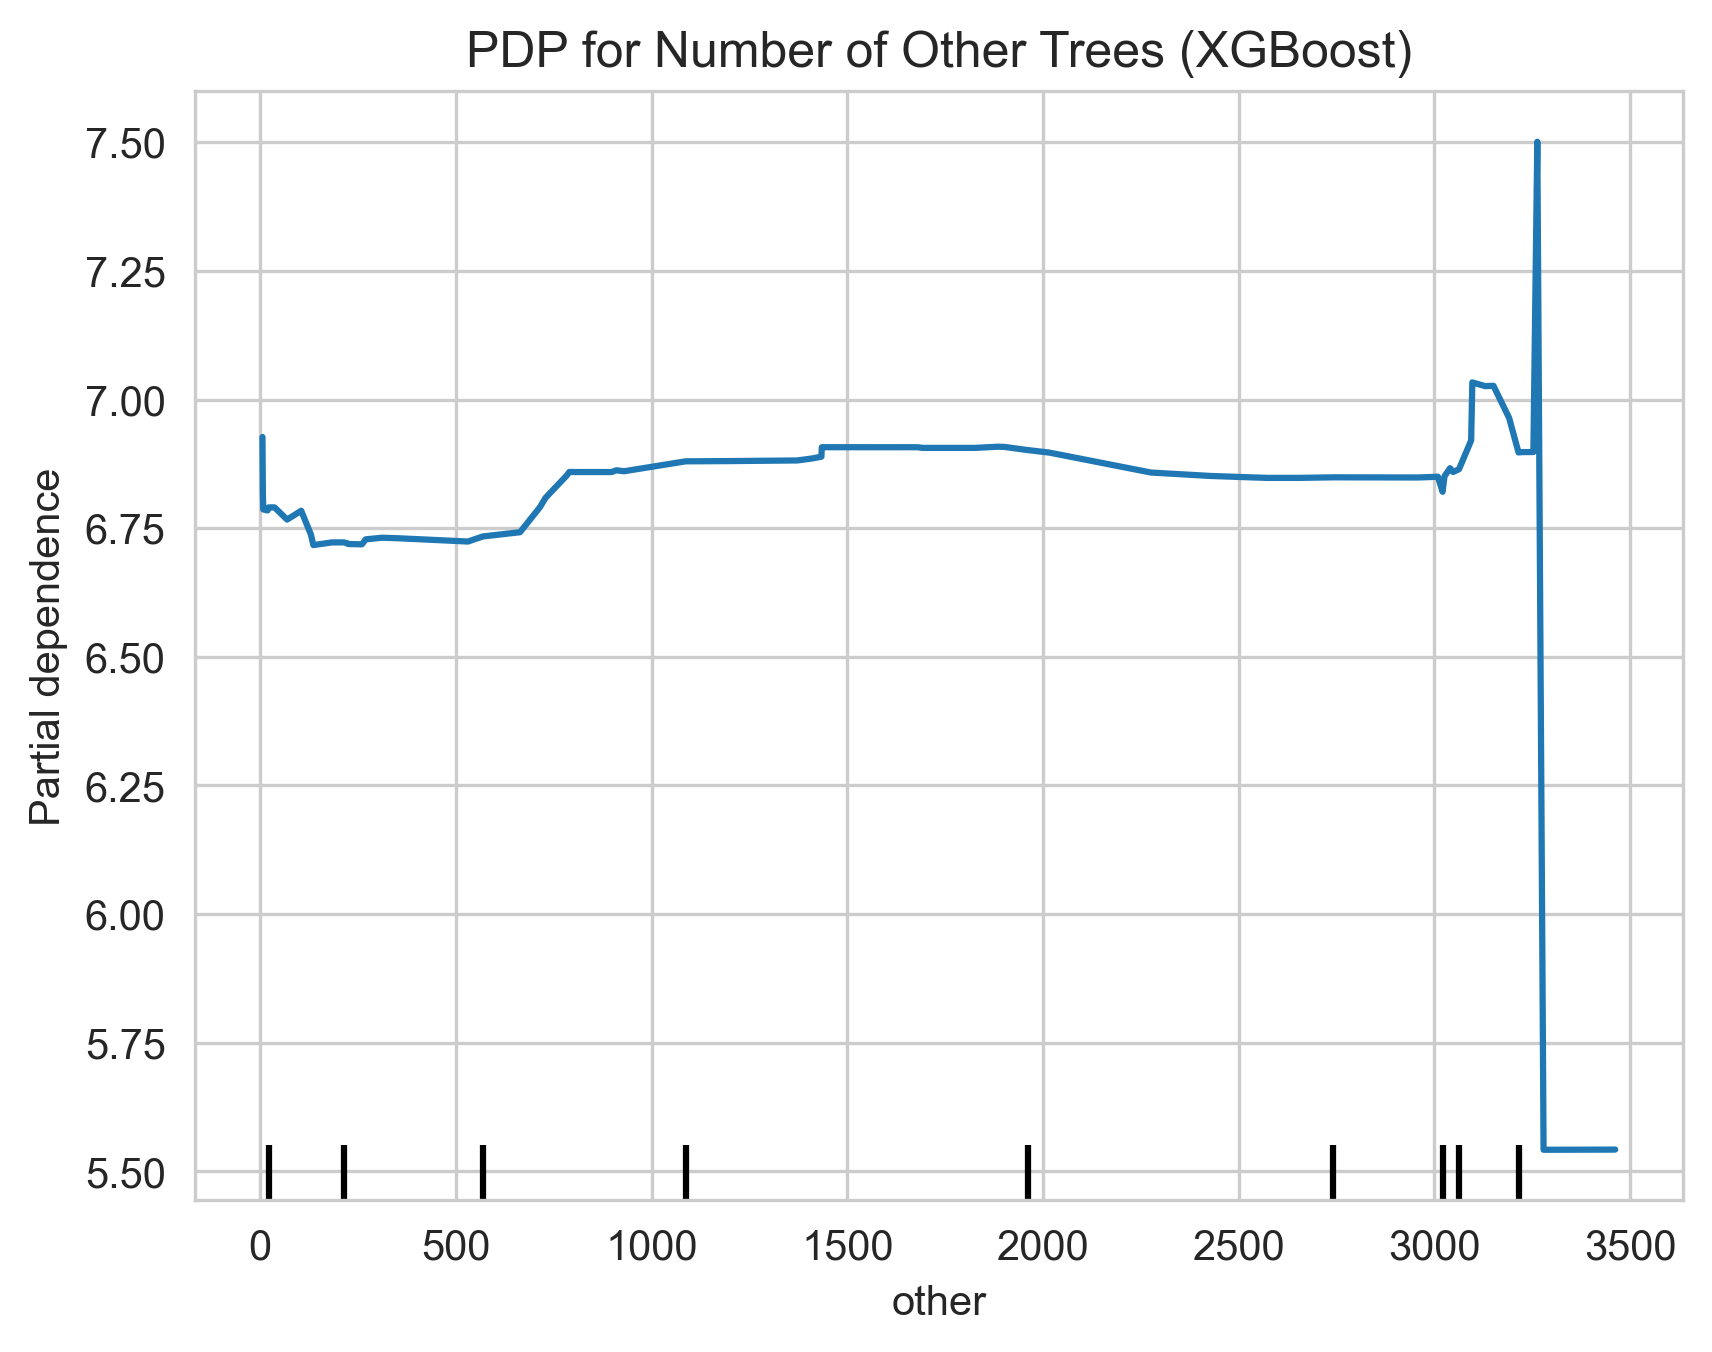 PDP for Number of Other Trees (XGBoost)
Partial dependence
7.50
7.25
7.00
6.75
6.50
6.25
6.00
5.75
5.50
0 500 1000 1500 2000 2500 3000 3500
other